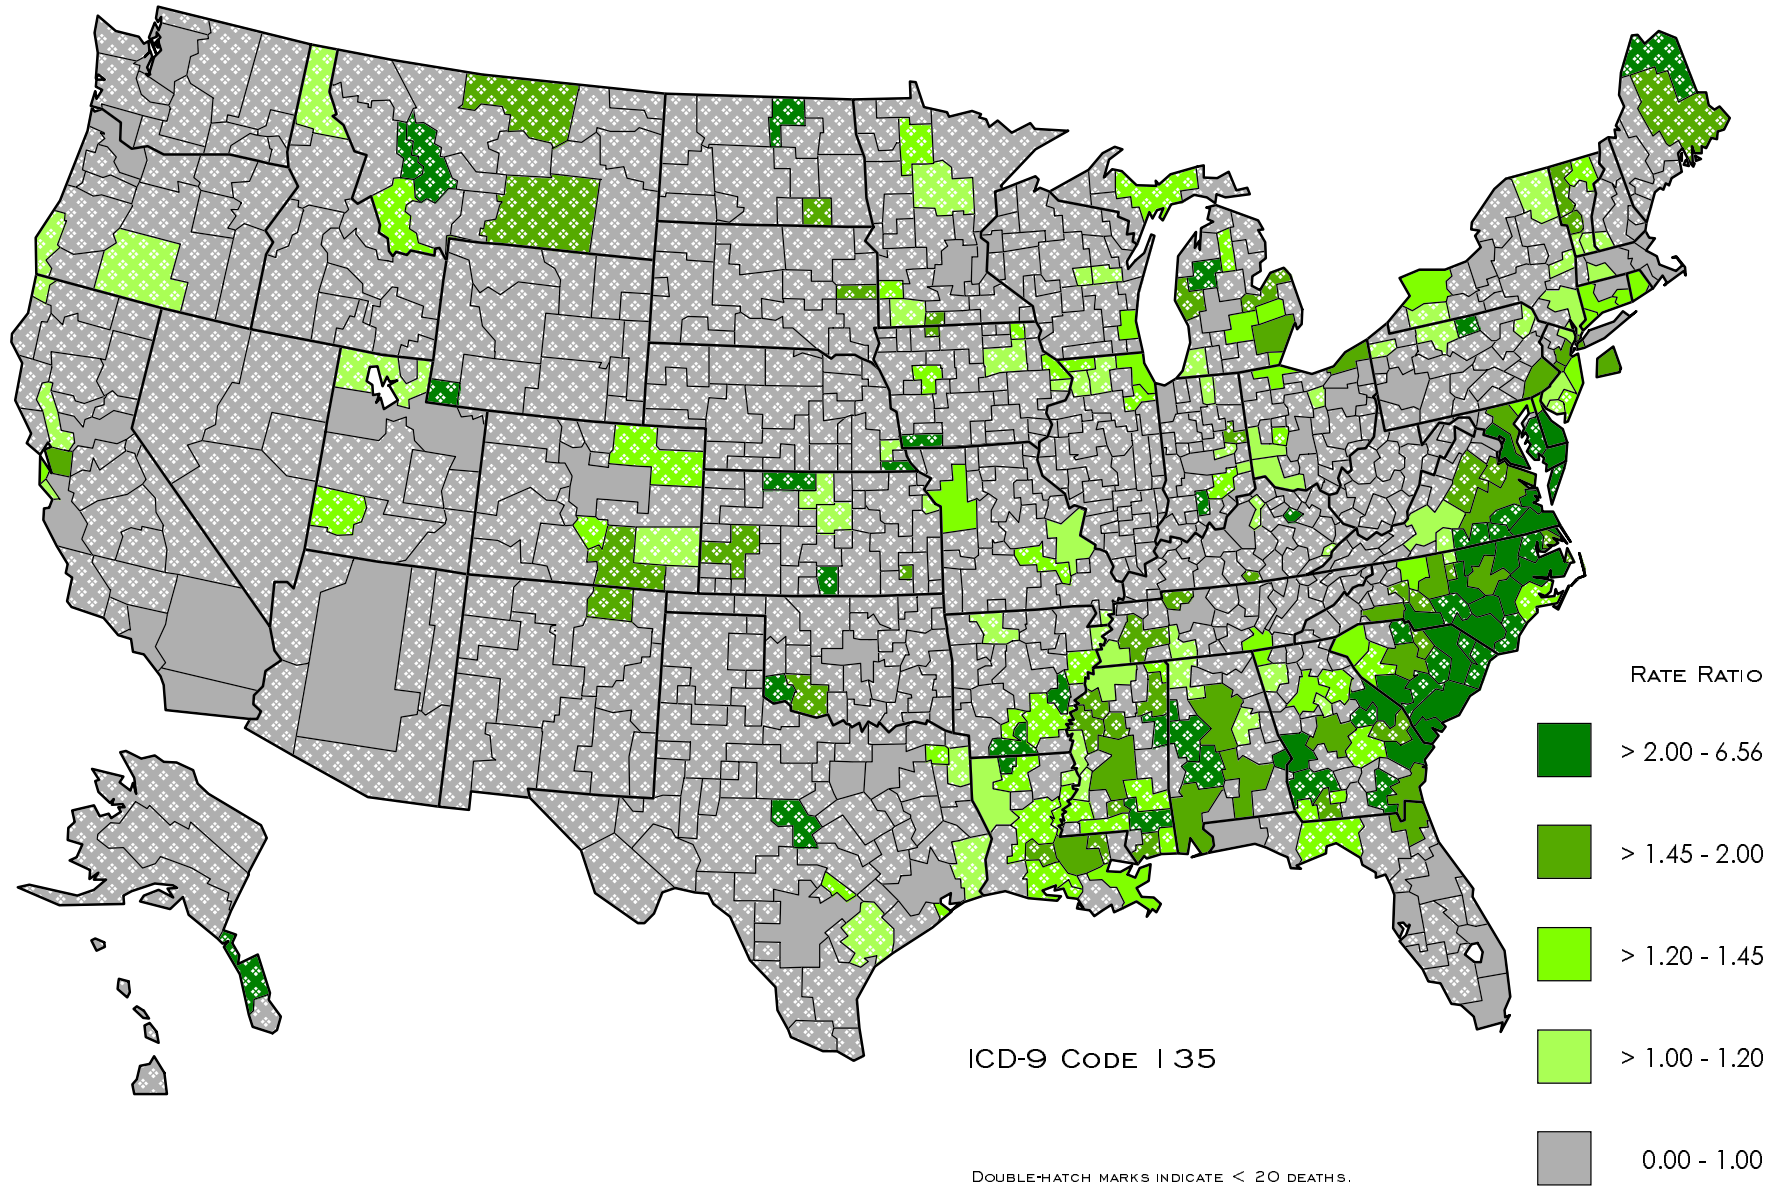 Rate Ratio
> 2.00 - 6.56
> 1.45 - 2.00
> 1.20 - 1.45
> 1.00 - 1.20
0.00 - 1.00
ICD-9 Code 135
Double-hatch marks indicate < 20 deaths.